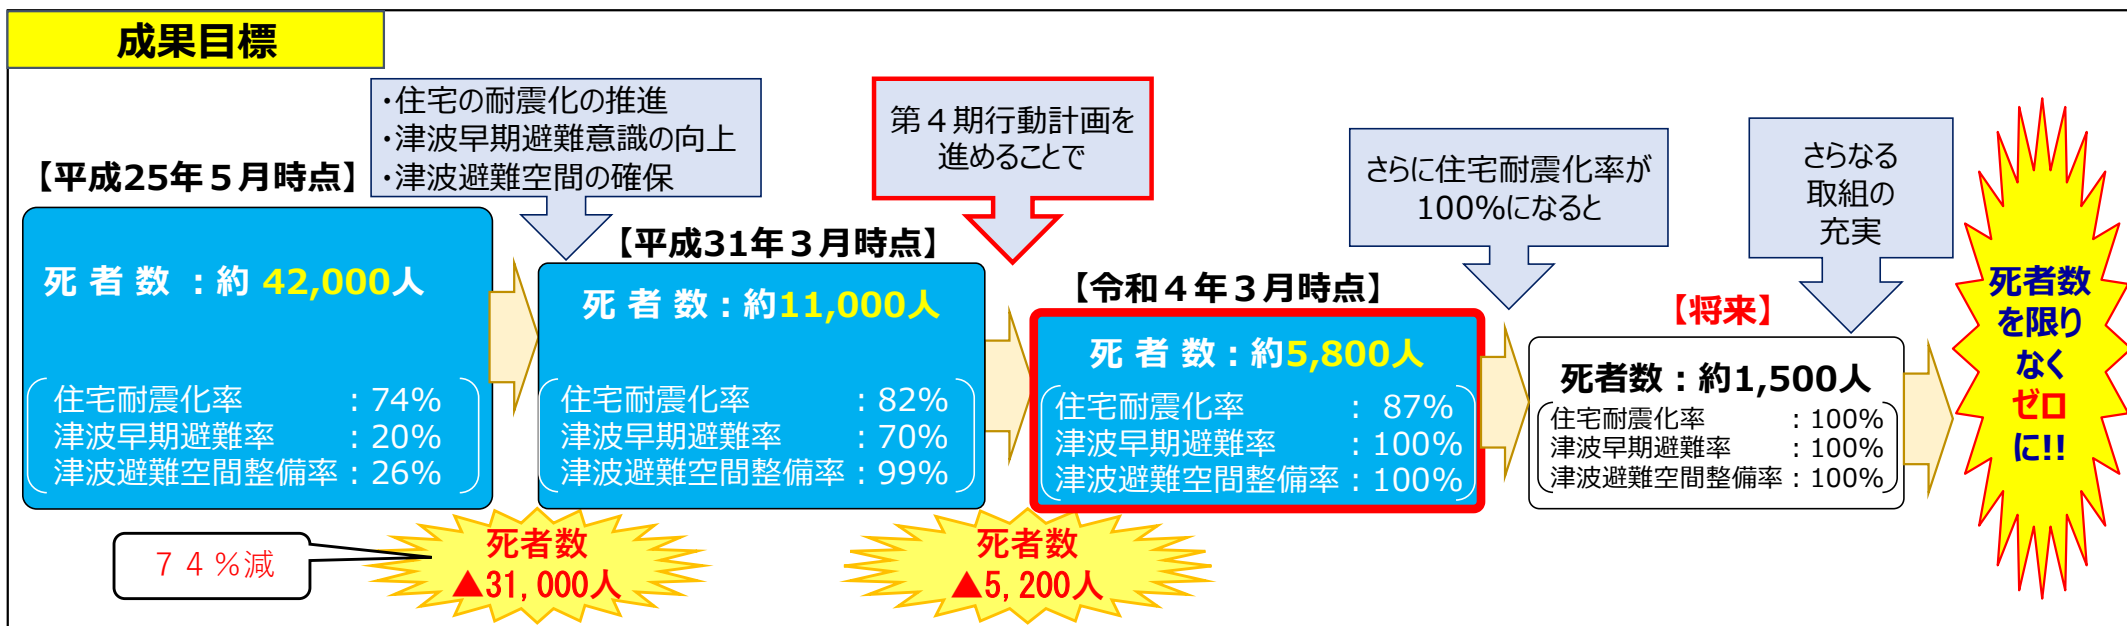 成果目標
・住宅の耐震化の推進
・津波早期避難意識の向上
・津波避難空間の確保
第４期行動計画を
進めることで
さらに住宅耐震化率が
100%になると
さらなる
取組の
充実
【平成25年５月時点】
死 者 数 ：約 42,000人
住宅耐震化率 ：74%
津波早期避難率 ：20%
津波避難空間整備率：26%
【平成31年３月時点】
死 者 数：約11,000人
住宅耐震化率 ：82%
津波早期避難率 ：70%
津波避難空間整備率：99%
【令和４年３月時点】
死 者 数：約5,800人
住宅耐震化率 ： 87%
津波早期避難率 ：100%
津波避難空間整備率：100%
【将来】
死者数：約1,500人
住宅耐震化率 ：100%
津波早期避難率 ：100%
津波避難空間整備率：100%
死者数
を限り
なく
ゼロ
に!!
７４％減
死者数
▲31,000人
死者数
▲5,200人